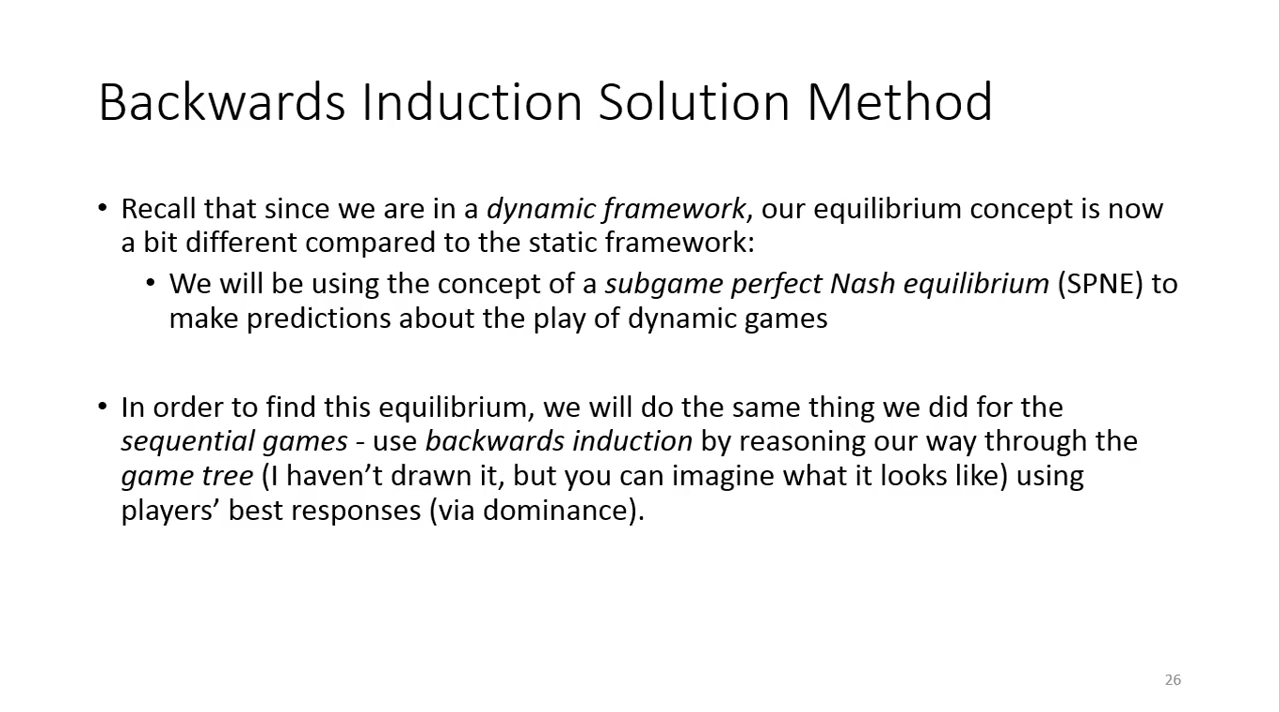 Backwards Induction Solution Method
• Recall that since we are in a dynamic framework, our equilibrium concept is now
a bit different compared to the static framework:
• We will be using the concept of a subgame perfect Nash equilibrium (SPNE) to
make predictions about the play of dynamic games
• In order to find this equilibrium, we will do the same thing we did for the
sequential games - use backwards induction by reasoning our way through the
game tree (I haven’t drawn it, but you can imagine what it looks like) using
players’ best responses (via dominance).
26